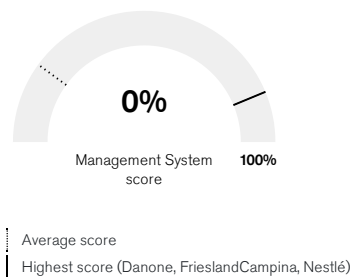 0%
Management System
score
100%
Average score
Highest score (Danone, FrieslandCampina, Nestlé)